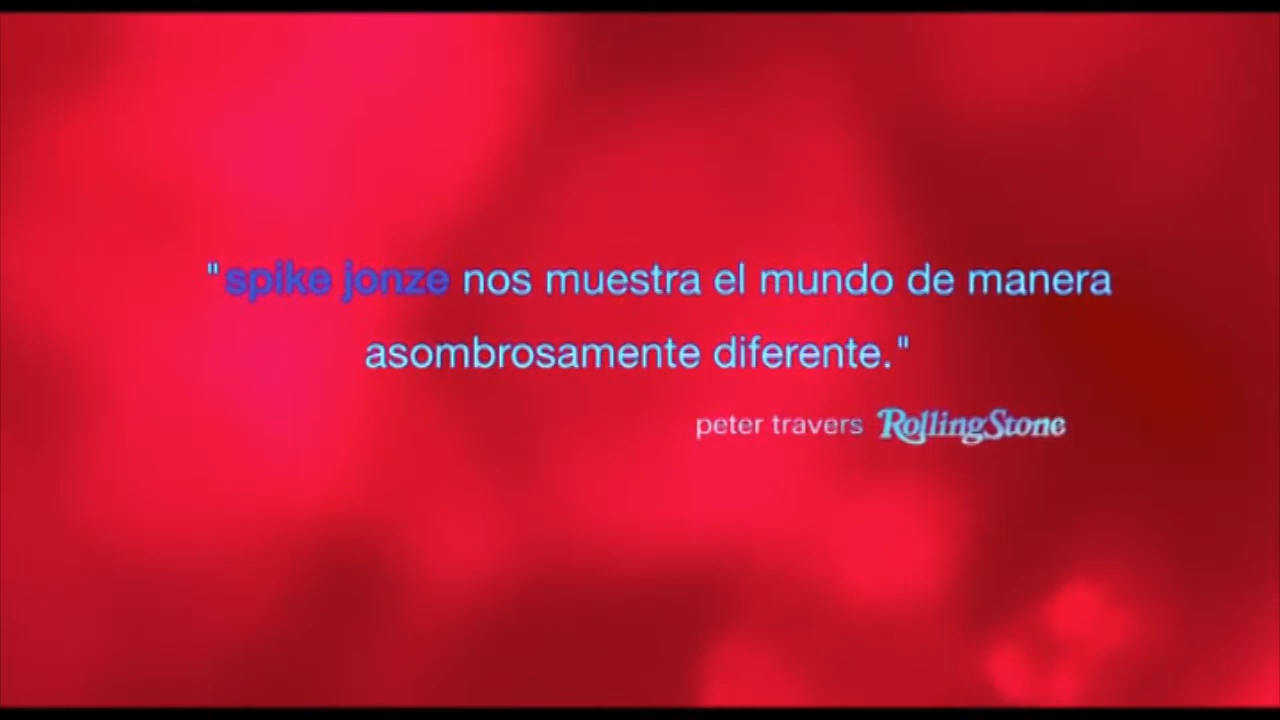 "spike jonze nos muestra el mundo de manera
asombrosamente diferente."
peter travers RollingStone